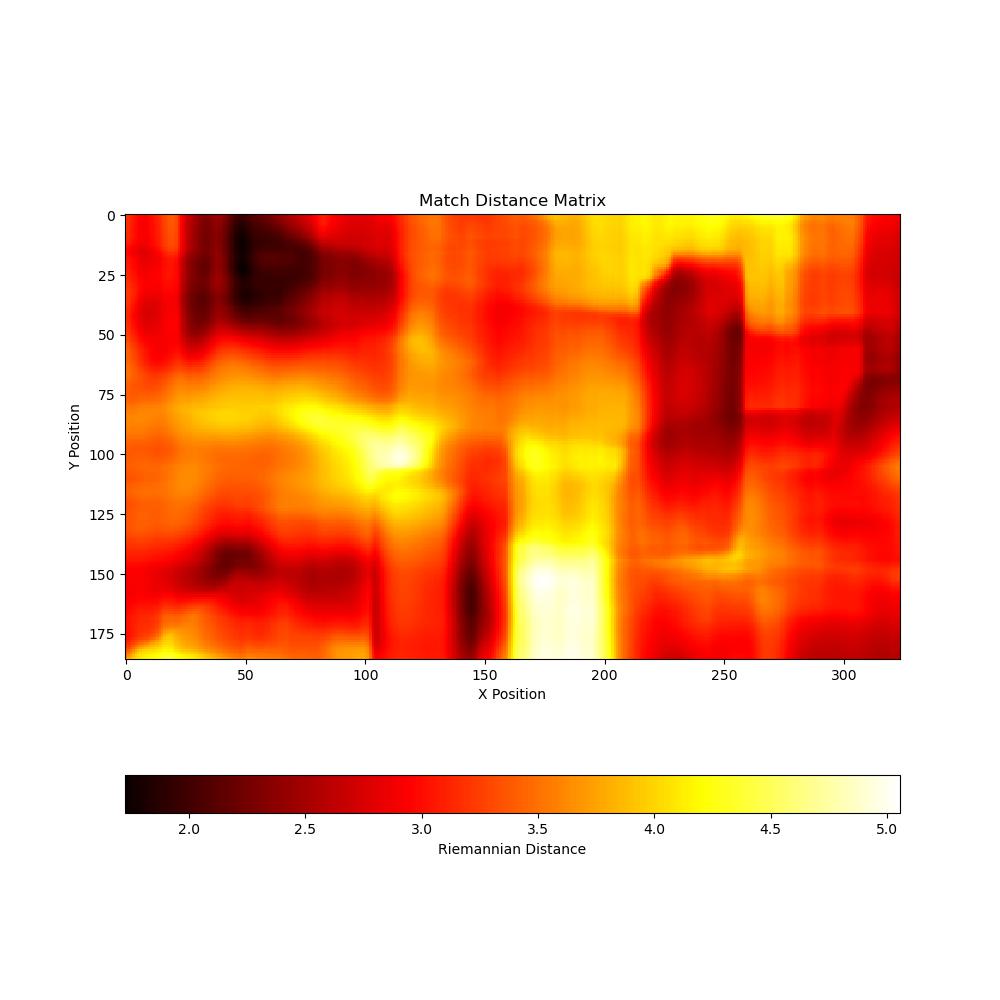 Match Distance Matrix
0
25
50
75
100
125
150
175
Y Position
0 50 100 150 200 250 300
X Position
2.0 2.5 3.0 3.5 4.0 4.5 5.0
Riemannian Distance